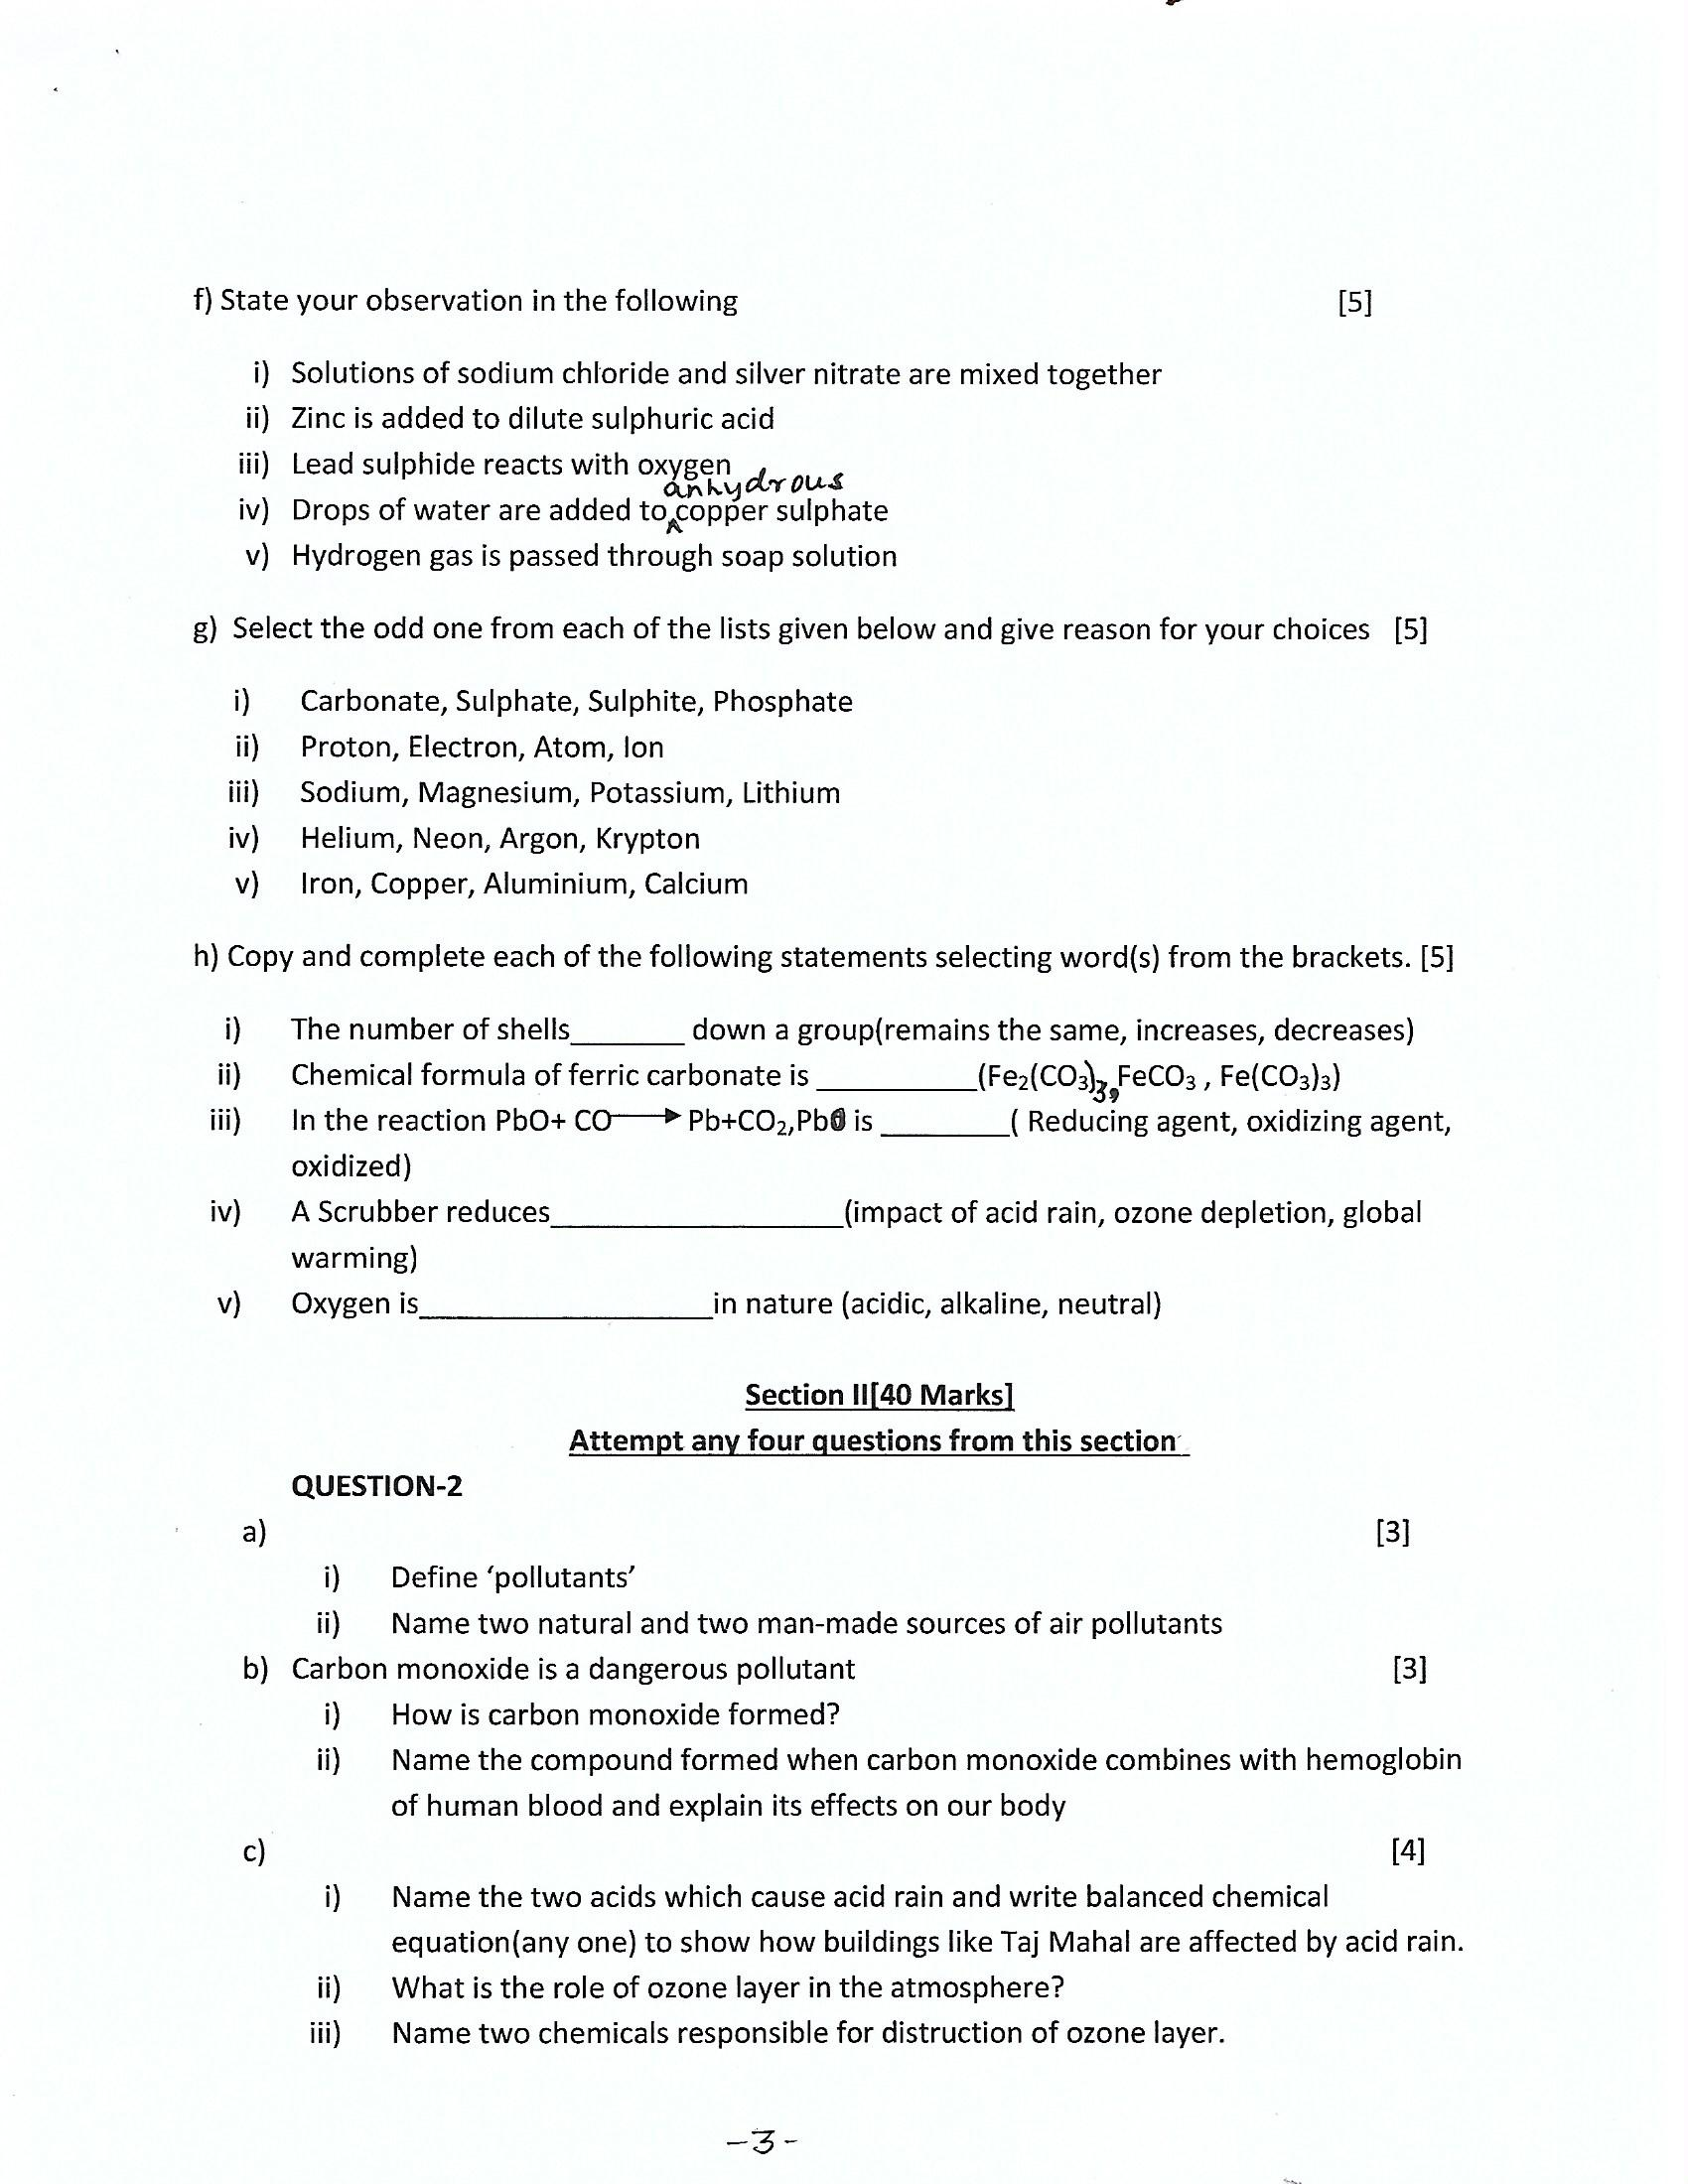 f) State your observation in the following [5]
i) Solutions of sodium chloride and silver nitrate are mixed together
ii) Zinc is added to dilute sulphuric acid
iii) Lead sulphide reacts with oxygen
anhydrous
iv) Drops of water are added to ^ copper sulphate
v) Hydrogen gas is passed through soap solution
g) Select the odd one from each of the lists given below and give reason for your choices [5]
i) Carbonate, Sulphate, Sulphite, Phosphate
ii) Proton, Electron, Atom, Ion
iii) Sodium, Magnesium, Potassium, Lithium
iv) Helium, Neon, Argon, Krypton
v) Iron, Copper, Aluminium, Calcium
h) Copy and complete each of the following statements selecting word(s) from the brackets. [5]
i) The number of shells_______ down a group(remains the same, increases, decreases)
ii) Chemical formula of ferric carbonate is __________(Fe₂(CO₃)₃, FeCO₃ , Fe(CO₃)₃)
iii) In the reaction PbO+ CO⟶ Pb+CO₂,PbO is ________( Reducing agent, oxidizing agent,
oxidized)
iv) A Scrubber reduces__________________(impact of acid rain, ozone depletion, global
warming)
v) Oxygen is__________________in nature (acidic, alkaline, neutral)
Section II[40 Marks]
Attempt any four questions from this section
QUESTION-2
a) [3]
i) Define ‘pollutants’
ii) Name two natural and two man-made sources of air pollutants
b) Carbon monoxide is a dangerous pollutant [3]
i) How is carbon monoxide formed?
ii) Name the compound formed when carbon monoxide combines with hemoglobin
of human blood and explain its effects on our body
c) [4]
i) Name the two acids which cause acid rain and write balanced chemical
equation(any one) to show how buildings like Taj Mahal are affected by acid rain.
ii) What is the role of ozone layer in the atmosphere?
iii) Name two chemicals responsible for distruction of ozone layer.
-3-